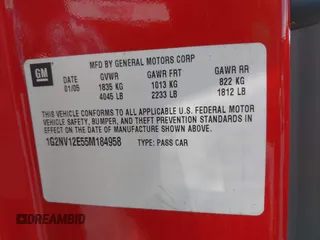 MFD BY GENERAL MOTORS CORP
GM
DATE GVWR GAWR FRT GAWR RR
01/05 1835 KG 1013 KG 822 KG
4045 LB 2233 LB 1812 LB
THIS VEHICLE CONFORMS TO ALL APPLICABLE U.S. FEDERAL MOTOR
VEHICLE SAFETY, BUMPER, AND THEFT PREVENTION STANDARDS IN
EFFECT ON THE DATE OF MANUFACTURE SHOWN ABOVE.
1G2NV12E55M184958 TYPE: PASS CAR
DREAMBID